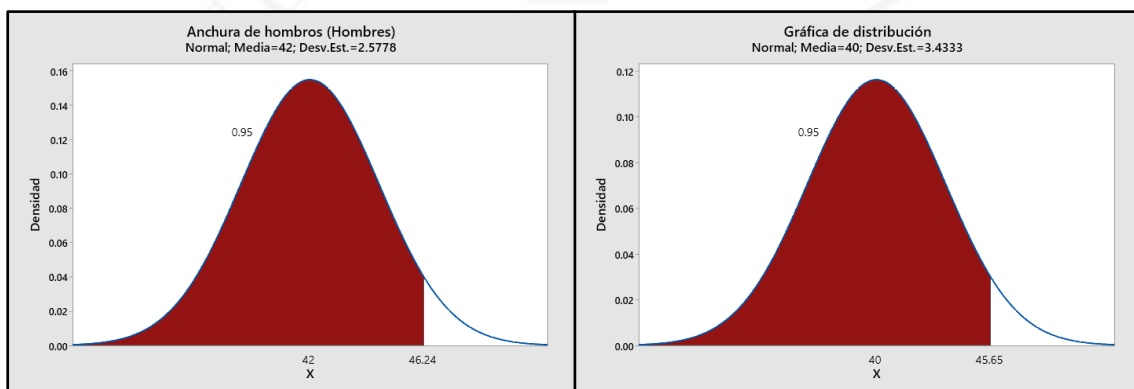 Anchura de hombros (Hombres)
Normal; Media=42; Desv.Est.=2.5778
0.16
0.14
0.12
0.10
0.08
0.06
0.04
0.02
0.00
Densidad
0.95
42
46.24
X
Gráfica de distribución
Normal; Media=40; Desv.Est.=3.4333
0.12
0.10
0.08
0.06
0.04
0.02
0.00
Densidad
0.95
40
45.65
X